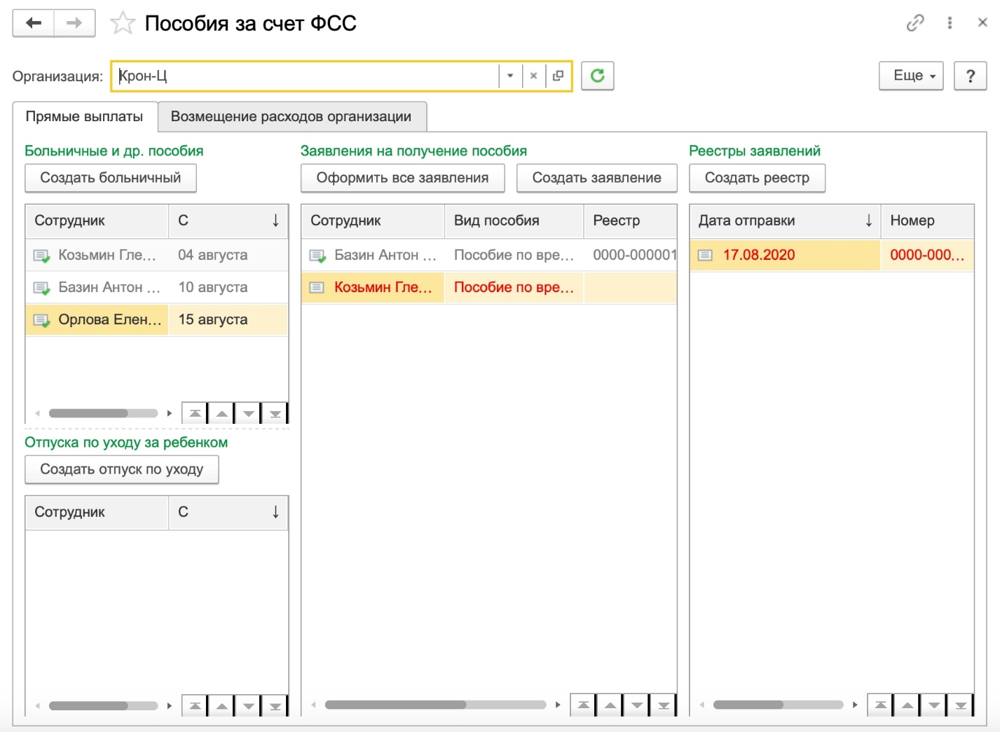 Пособия за счет ФСС
Организация: Крон-Ц
Еще ?
Прямые выплаты Возмещение расходов организации
Больничные и др. пособия
Создать больничный
Сотрудник С ↓
Козьмин Гле... 04 августа
Базин Антон ... 10 августа
Орлова Елен... 15 августа
Отпуска по уходу за ребенком
Создать отпуск по уходу
Сотрудник С ↓
Заявления на получение пособия
Оформить все заявления Создать заявление
Сотрудник Вид пособия Реестр
Базин Антон ... Пособие по вре... 0000-000001
Козьмин Гле... Пособие по вре...
Реестры заявлений
Создать реестр
Дата отправки ↓ Номер
17.08.2020 0000-000...